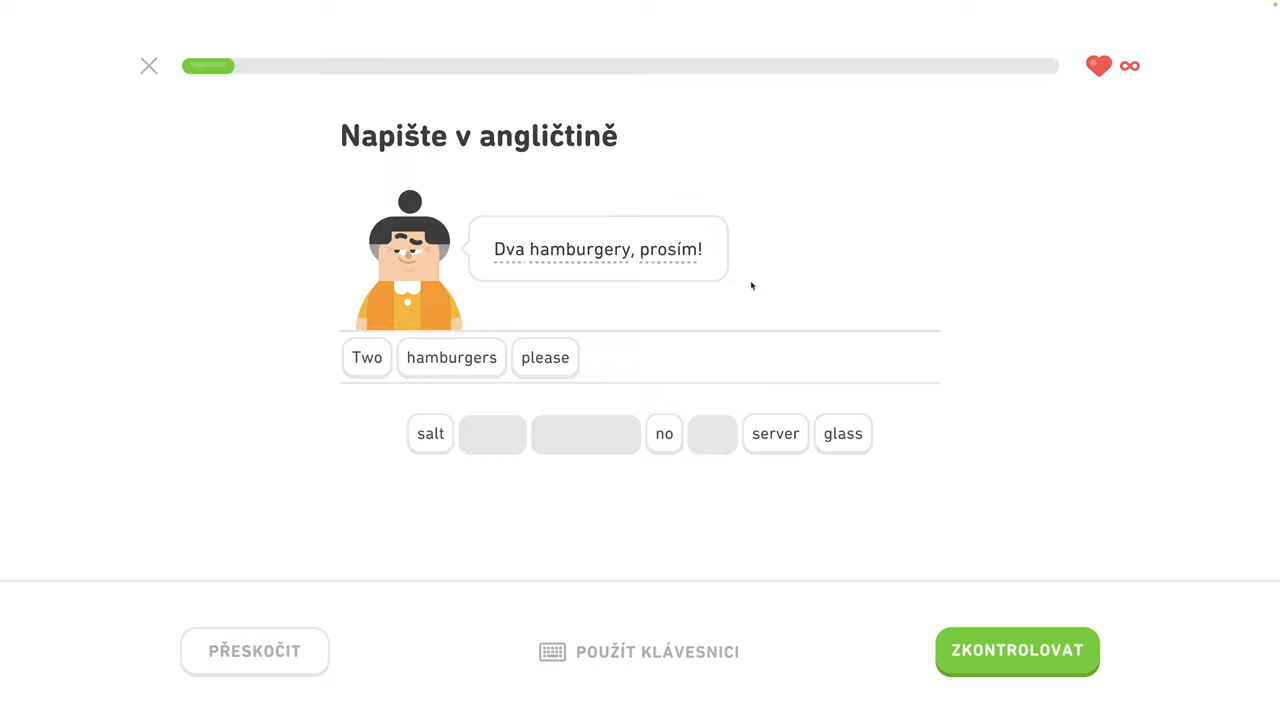 Napište v angličtině
Dva hamburgery, prosím!
Two hamburgers please
salt no server glass
PŘESKOČIT POUŽÍT KLÁVESNICI ZKONTROLOVAT